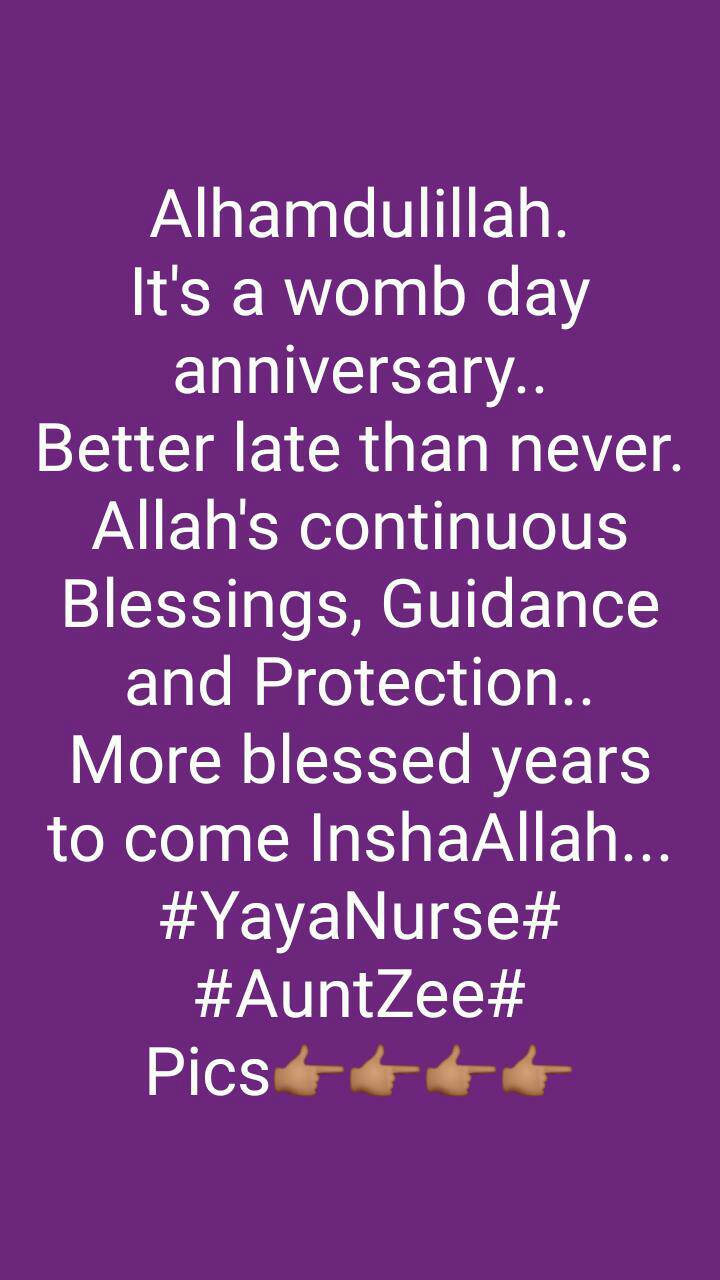 Alhamdulillah.
It's a womb day
anniversary..
Better late than never.
Allah's continuous
Blessings, Guidance
and Protection..
More blessed years
to come InshaAllah...
#YayaNurse#
#AuntZee#
Pics👉🏽👉🏽👉🏽👉🏽